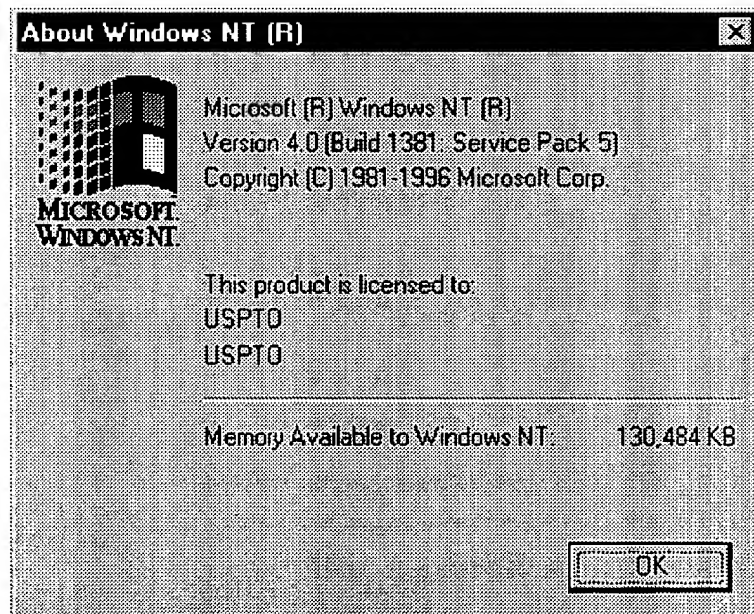 About Windows NT (R)
Microsoft (R) Windows NT (R)
Version 4.0 (Build 1381: Service Pack 5)
Copyright (C) 1981-1996 Microsoft Corp.
MICROSOFT.
WINDOWS NT.
This product is licensed to:
USPTO
USPTO
Memory Available to Windows NT: 130,484 KB
OK